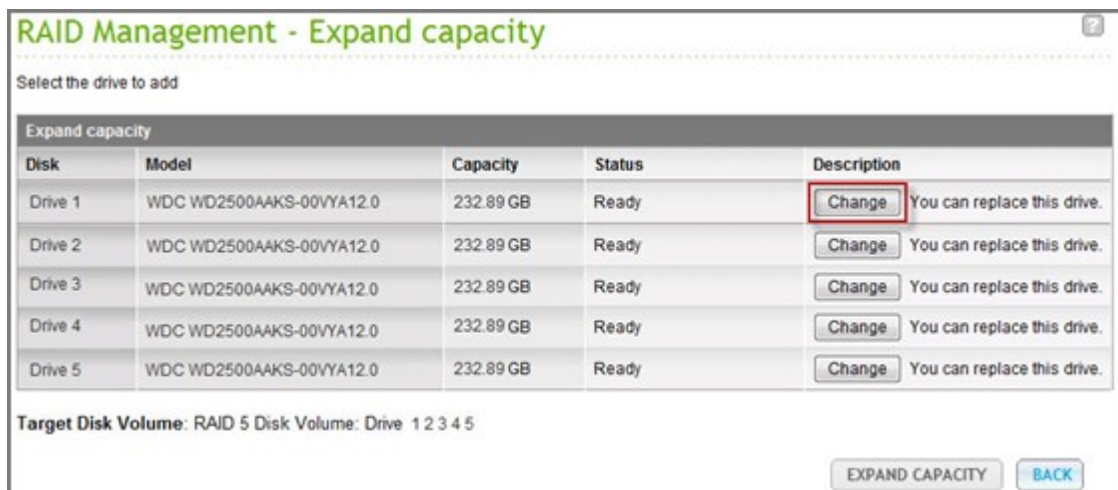 RAID Management - Expand capacity
?
Select the drive to add
Expand capacity
Disk Model Capacity Status Description
Drive 1 WDC WD2500AAKS-00VYA12.0 232.89 GB Ready Change You can replace this drive.
Drive 2 WDC WD2500AAKS-00VYA12.0 232.89 GB Ready Change You can replace this drive.
Drive 3 WDC WD2500AAKS-00VYA12.0 232.89 GB Ready Change You can replace this drive.
Drive 4 WDC WD2500AAKS-00VYA12.0 232.89 GB Ready Change You can replace this drive.
Drive 5 WDC WD2500AAKS-00VYA12.0 232.89 GB Ready Change You can replace this drive.
Target Disk Volume: RAID 5 Disk Volume: Drive 1 2 3 4 5
EXPAND CAPACITY BACK